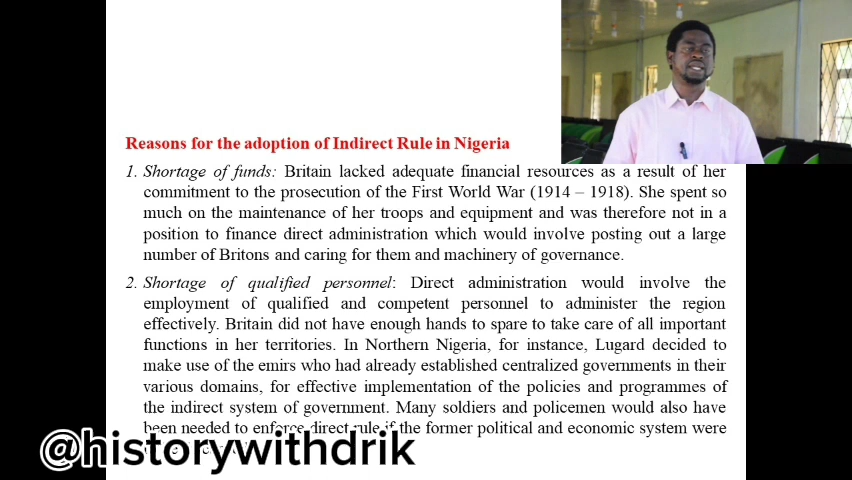 Reasons for the adoption of Indirect Rule in Nigeria
1. Shortage of funds: Britain lacked adequate financial resources as a result of her
commitment to the prosecution of the First World War (1914 – 1918). She spent so
much on the maintenance of her troops and equipment and was therefore not in a
position to finance direct administration which would involve posting out a large
number of Britons and caring for them and machinery of governance.
2. Shortage of qualified personnel: Direct administration would involve the
employment of qualified and competent personnel to administer the region
effectively. Britain did not have enough hands to spare to take care of all important
functions in her territories. In Northern Nigeria, for instance, Lugard decided to
make use of the emirs who had already established centralized governments in their
various domains, for effective implementation of the policies and programmes of
the indirect system of government. Many soldiers and policemen would also have
been needed to enforce direct rule if the former political and economic system were
@historywithdrik